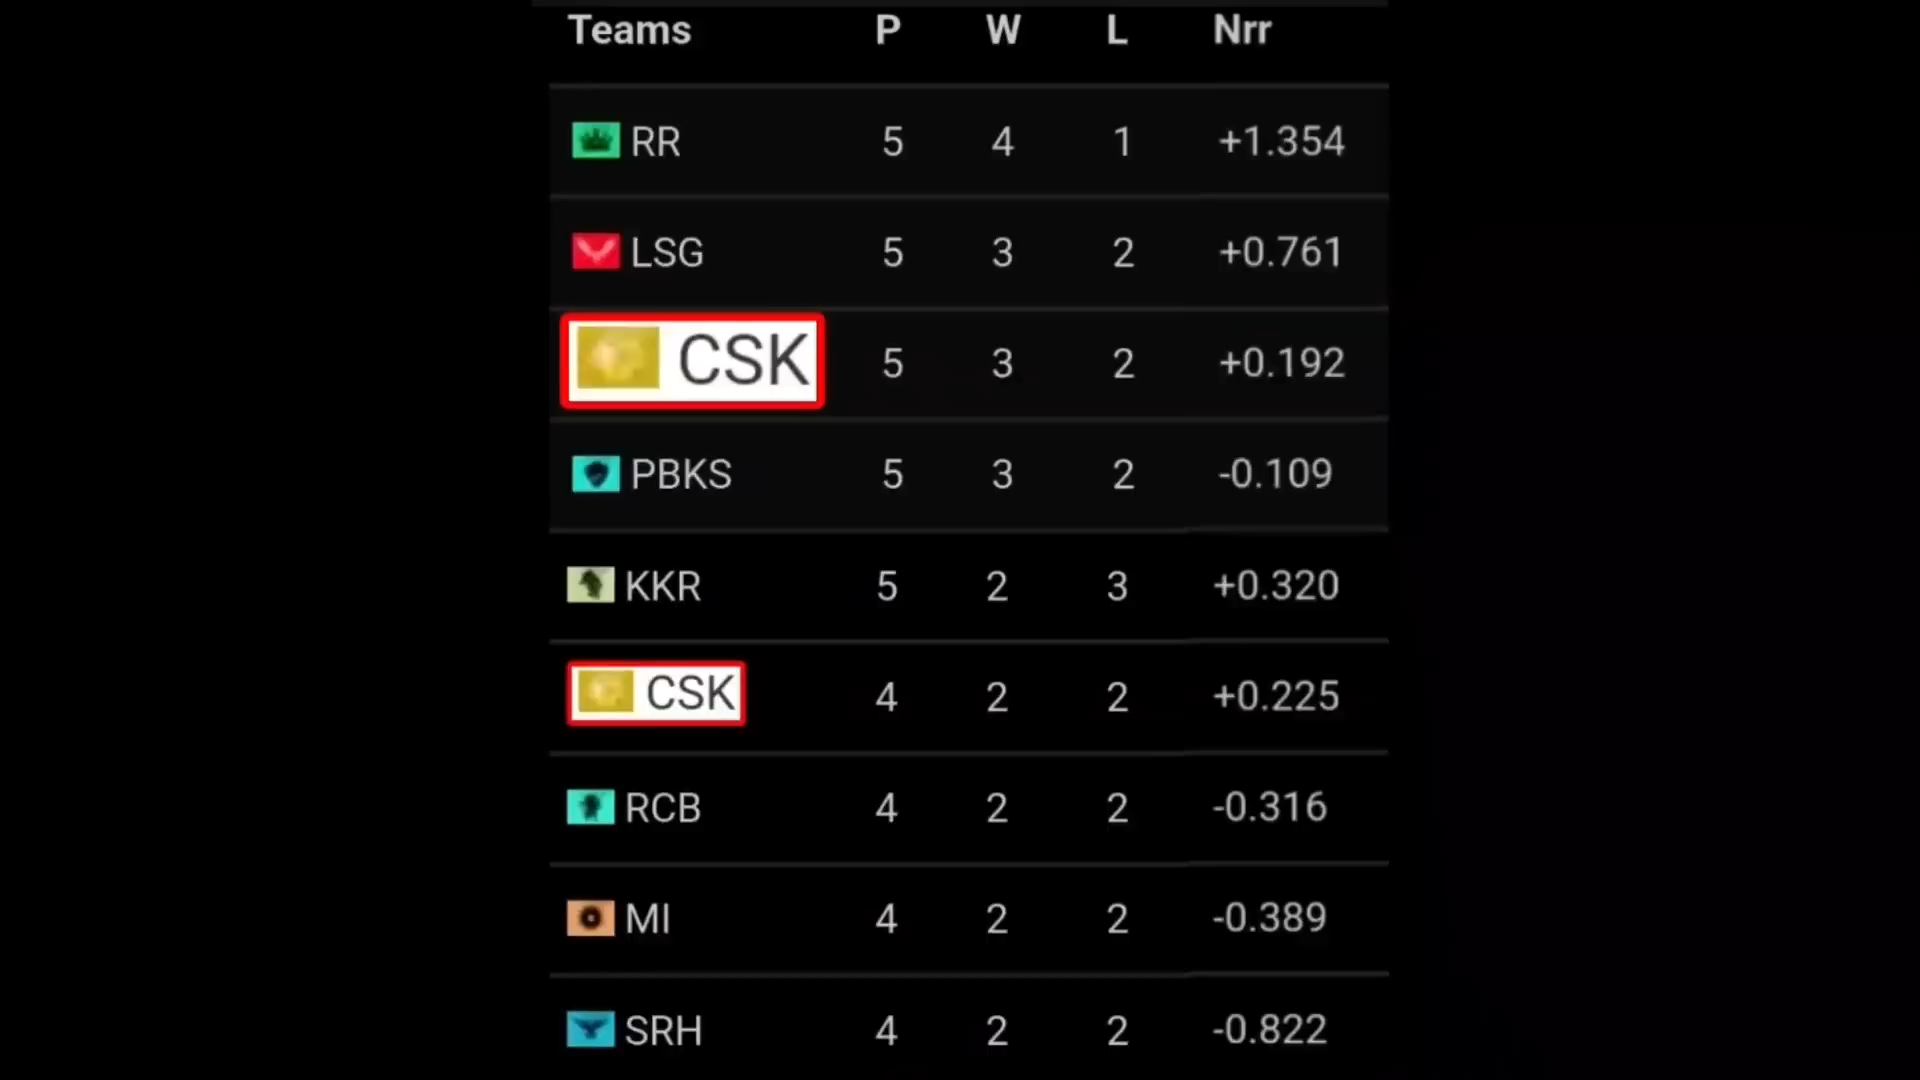 Teams P W L Nrr
RR 5 4 1 +1.354
LSG 5 3 2 +0.761
CSK 5 3 2 +0.192
PBKS 5 3 2 -0.109
KKR 5 2 3 +0.320
CSK 4 2 2 +0.225
RCB 4 2 2 -0.316
MI 4 2 2 -0.389
SRH 4 2 2 -0.822